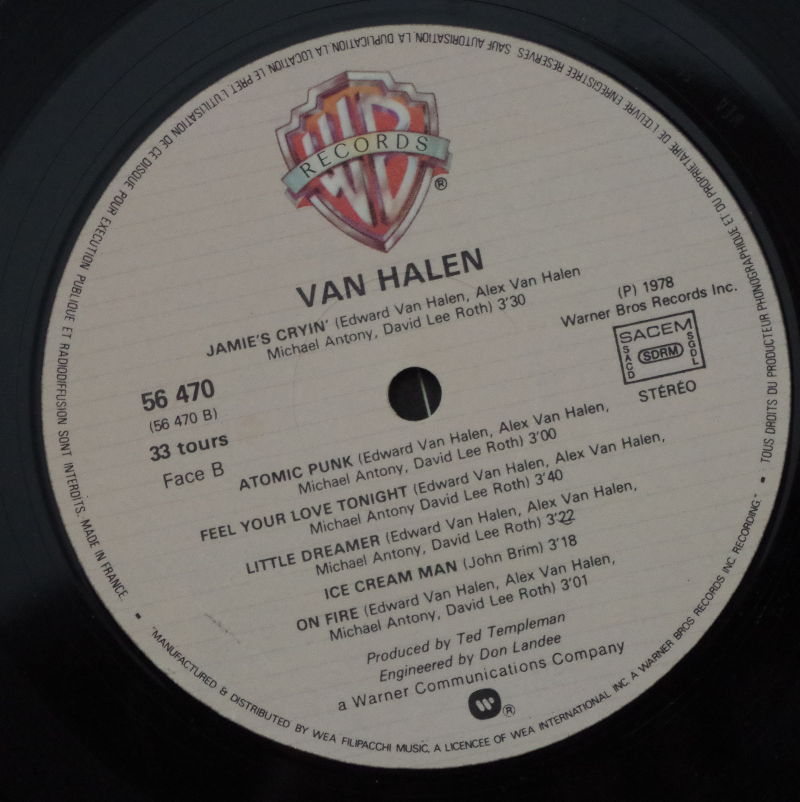 WB
RECORDS
®
VAN HALEN
JAMIE'S CRYIN' (Edward Van Halen, Alex Van Halen
Michael Antony, David Lee Roth) 3'30
(P) 1978
Warner Bros Records Inc.
SACEM
SACD
SDRM
SGDL
STÉRÉO
56 470
(56 470 B)
33 tours
Face B
ATOMIC PUNK (Edward Van Halen, Alex Van Halen,
Michael Antony, David Lee Roth) 3'00
FEEL YOUR LOVE TONIGHT (Edward Van Halen, Alex Van Halen,
Michael Antony David Lee Roth) 3'40
LITTLE DREAMER (Edward Van Halen, Alex Van Halen,
Michael Antony, David Lee Roth) 3'22
ICE CREAM MAN (John Brim) 3'18
ON FIRE (Edward Van Halen, Alex Van Halen,
Michael Antony, David Lee Roth) 3'01
Produced by Ted Templeman
Engineered by Don Landee
a Warner Communications Company
®
TOUS DROITS DU PRODUCTEUR PHONOGRAPHIQUE ET DU PROPRIETAIRE DE L'ŒUVRE ENREGISTREE RESERVES. SAUF AUTORISATION LA DUPLICATION LA LOCATION LE PRET L'UTILISATION DE CE DISQUE POUR EXECUTION PUBLIQUE ET RADIODIFFUSION SONT INTERDITS. MADE IN FRANCE.
"MANUFACTURED & DISTRIBUTED BY WEA FILIPACCHI MUSIC, A LICENCEE OF WEA INTERNATIONAL INC. A WARNER BROS RECORDS INC RECORDING."